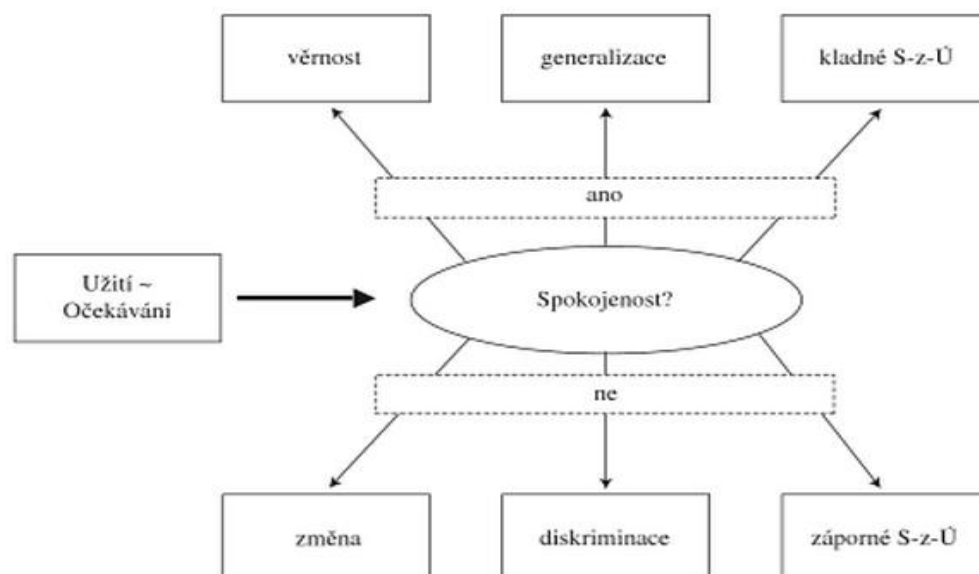 věrnost
generalizace
kladné S-z-Ú
ano
Užití ~
Očekávání
Spokojenost?
ne
změna
diskriminace
záporné S-z-Ú